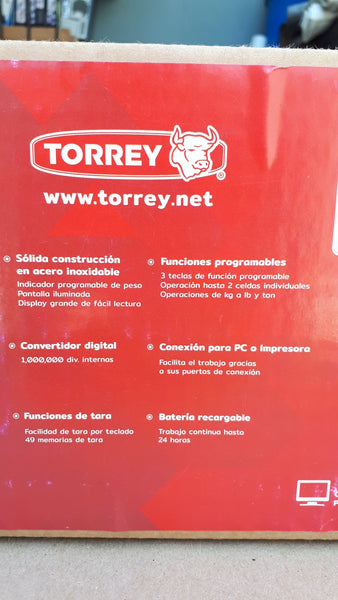 TORREY
®
www.torrey.net
Sólida construcción
en acero inoxidable
Indicador programable de peso
Pantalla iluminada
Display grande de fácil lectura
Funciones programables
3 teclas de función programable
Operación hasta 2 celdas individuales
Operaciones de kg a lb y ton
Convertidor digital
1,000,000 div. internas
Conexión para PC o Impresora
Facilita el trabajo gracias
a sus puertos de conexión
Funciones de tara
Facilidad de tara por teclado
49 memorias de tara
Batería recargable
Trabajo continuo hasta
24 horas